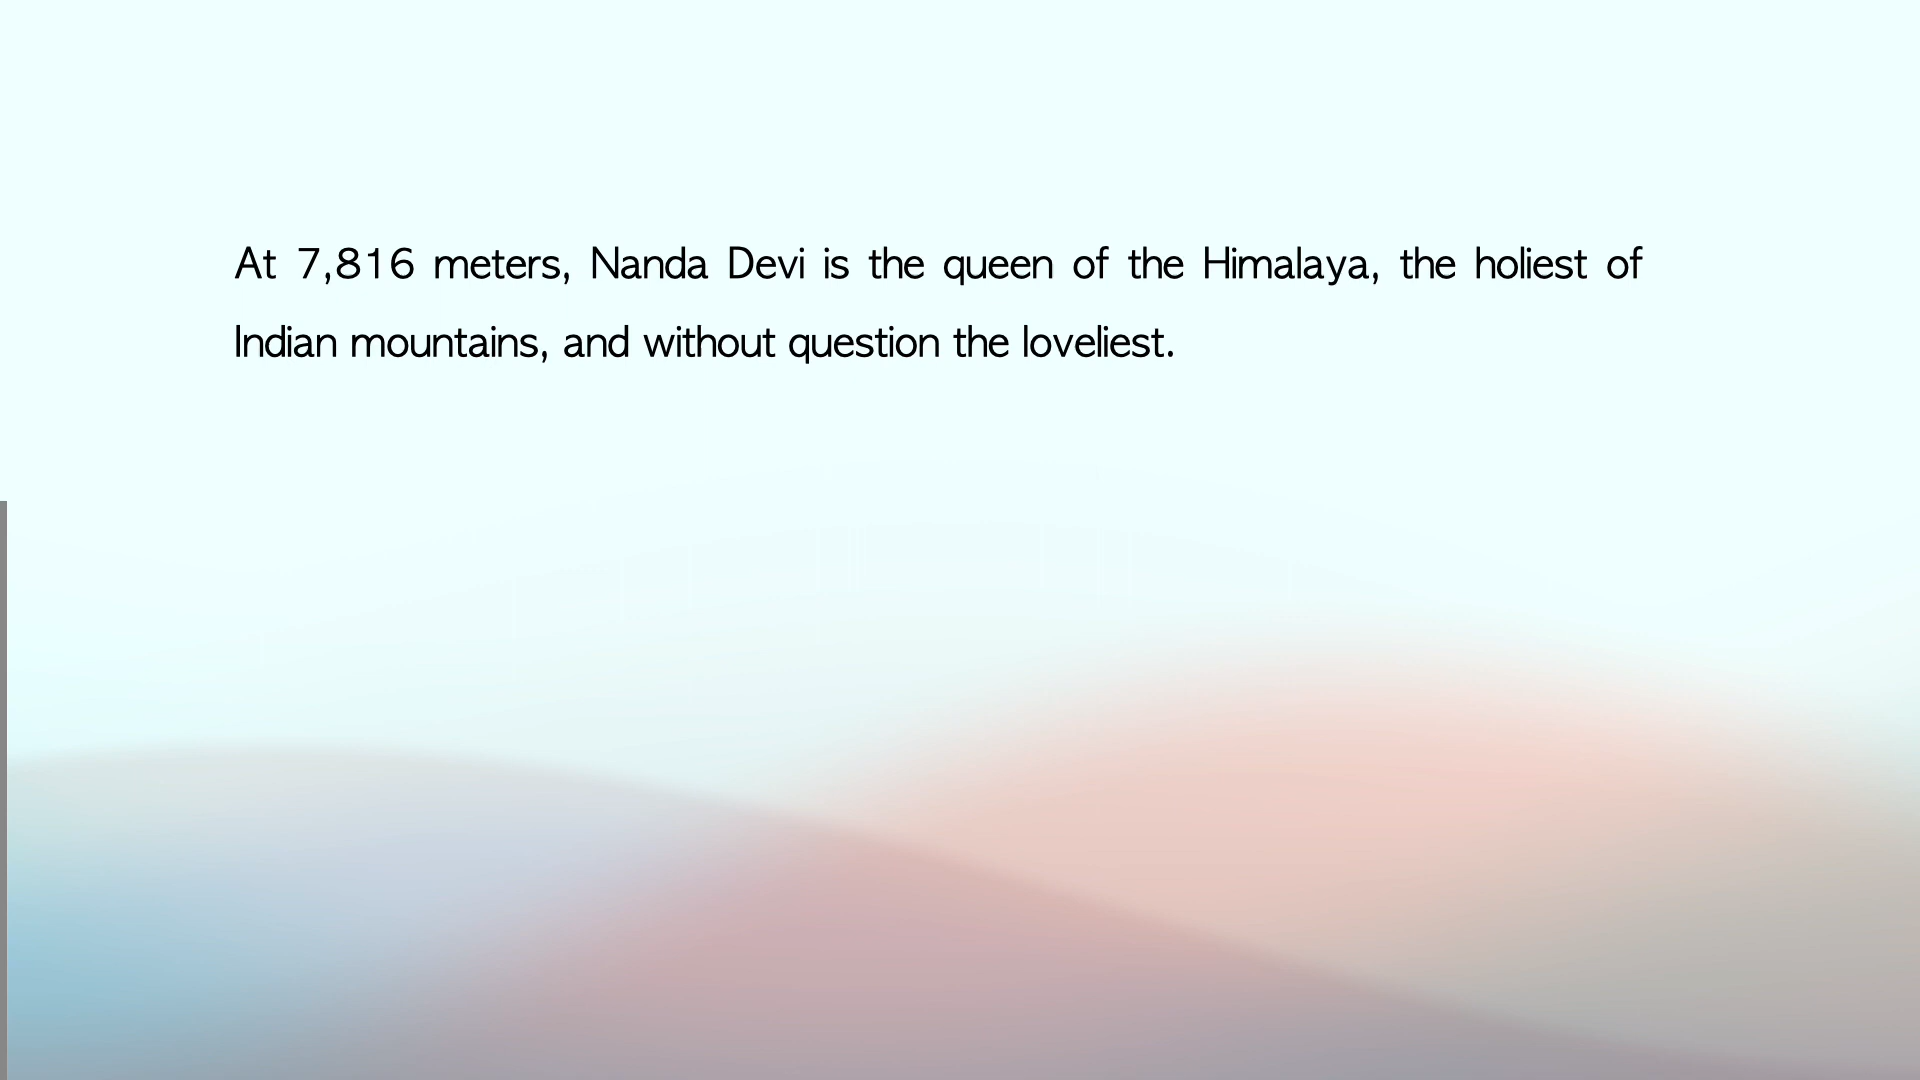 At 7,816 meters, Nanda Devi is the queen of the Himalaya, the holiest of
Indian mountains, and without question the loveliest.